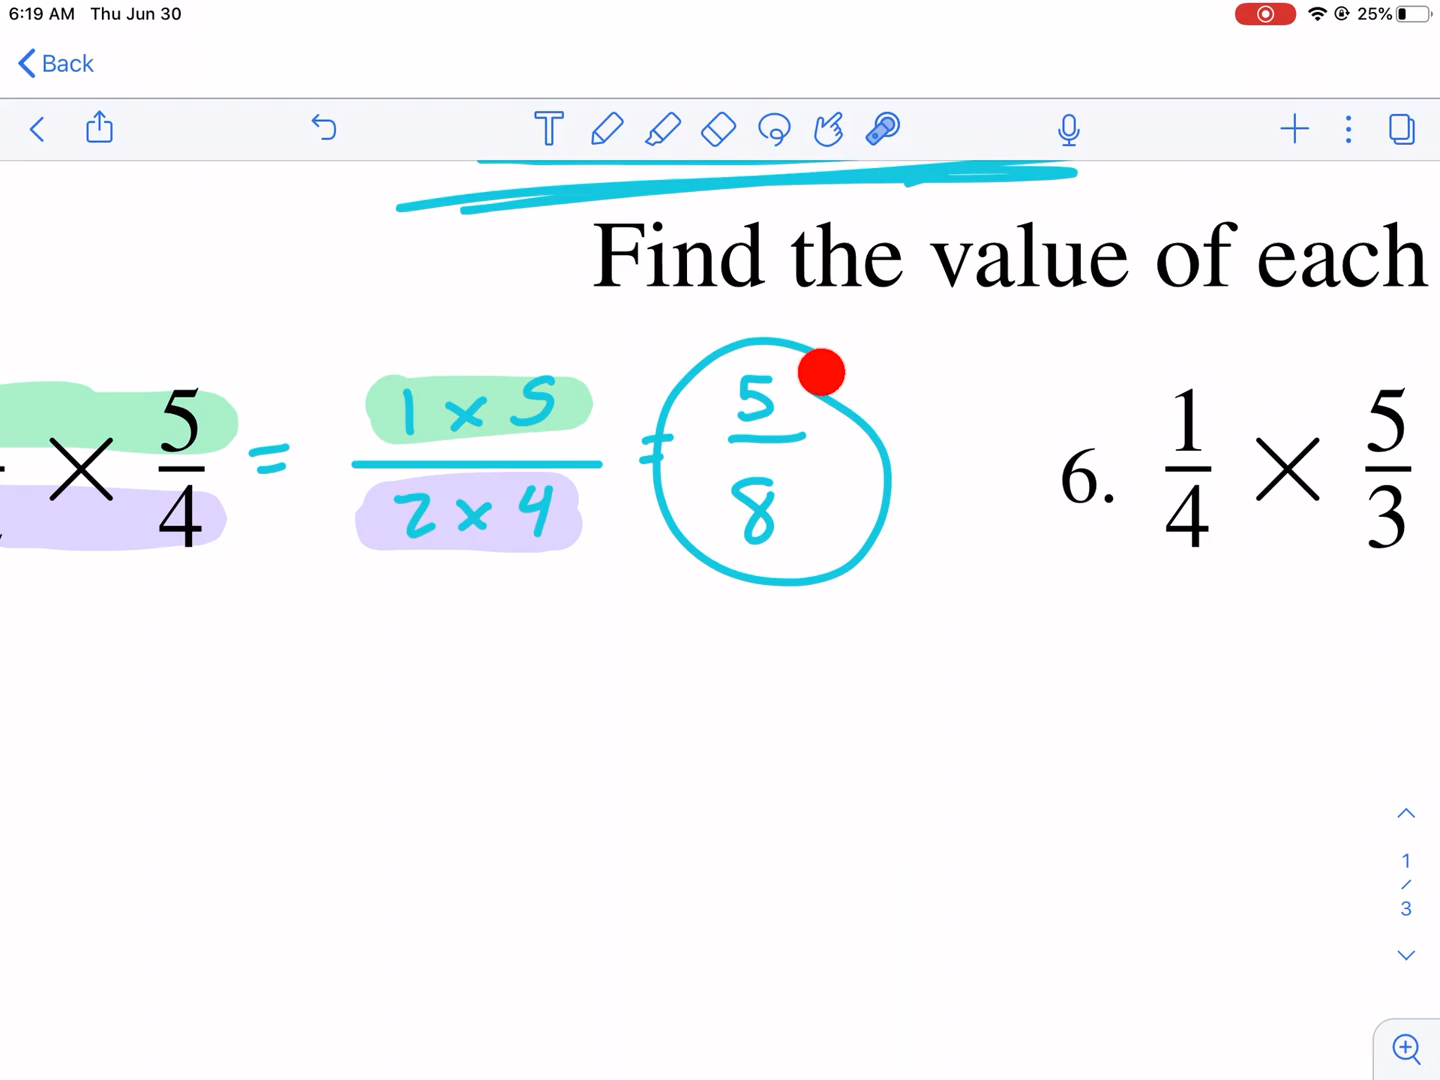 6:19 AM Thu Jun 30 25%
Back
Find the value of each
× 5/4 = 1 x 5 / 2 x 4 = 5/8
6. 1/4 × 5/3
1
/
3